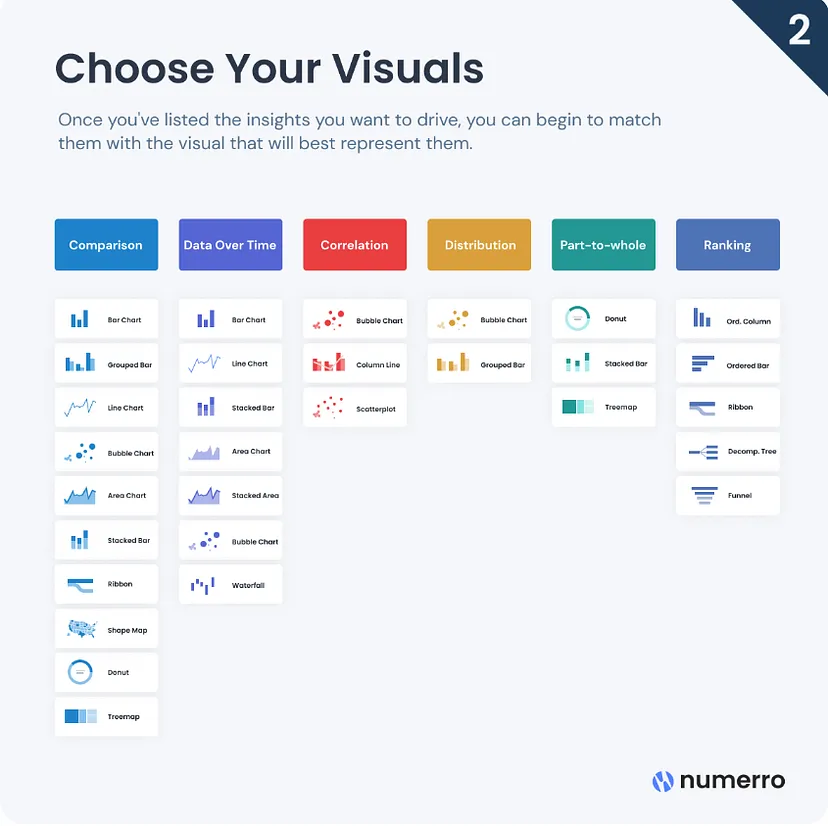 2
Choose Your Visuals
Once you've listed the insights you want to drive, you can begin to match
them with the visual that will best represent them.
Comparison
Bar Chart
Grouped Bar
Line Chart
Bubble Chart
Area Chart
Stacked Bar
Ribbon
Shape Map
Donut
Treemap
Data Over Time
Bar Chart
Line Chart
Stacked Bar
Area Chart
Stacked Area
Bubble Chart
Waterfall
Correlation
Bubble Chart
Column Line
Scatterplot
Distribution
Bubble Chart
Grouped Bar
Part-to-whole
Donut
Stacked Bar
Treemap
Ranking
Ord. Column
Ordered Bar
Ribbon
Decomp. Tree
Funnel
numerro